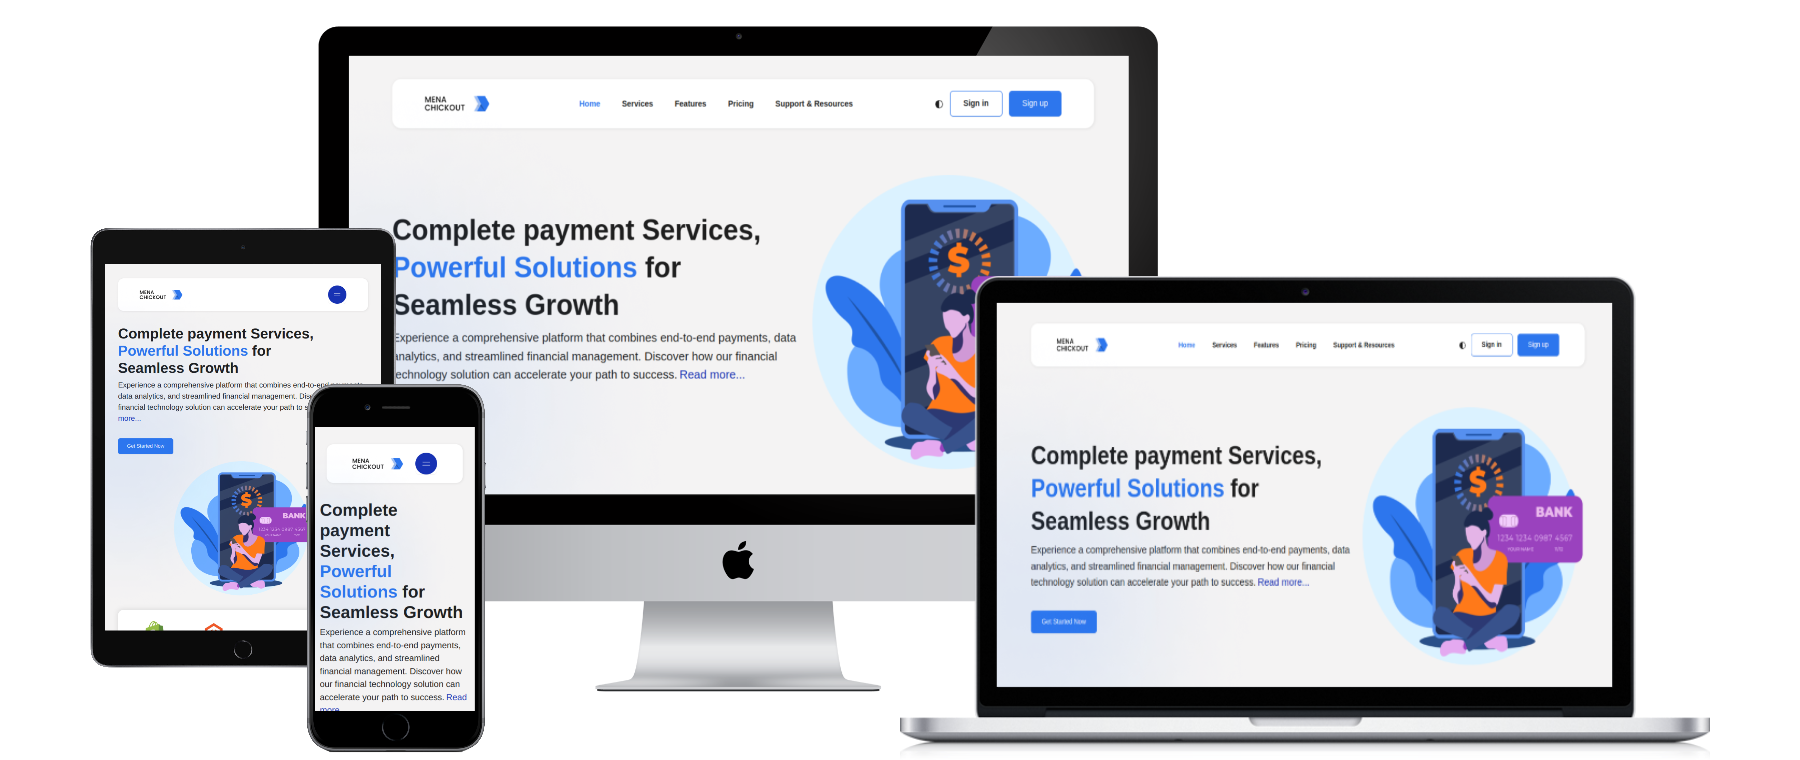 MENA
CHICKOUT
Home Services Features Pricing Support & Resources
Sign in Sign up
Complete payment Services,
Powerful Solutions for
Seamless Growth
Experience a comprehensive platform that combines end-to-end payments, data
analytics, and streamlined financial management. Discover how our financial
technology solution can accelerate your path to success. Read more...
MENA
CHICKOUT
Complete payment Services,
Powerful Solutions for
Seamless Growth
Experience a comprehensive platform that combines end-to-end payments,
data analytics, and streamlined financial management.
financial technology solution can accelerate your path to
more...
Get Started Now
BANK
1234 1234 0987 4567
MENA
CHICKOUT
Complete
payment
Services,
Powerful
Solutions for
Seamless Growth
Experience a comprehensive platform
that combines end-to-end payments,
data analytics, and streamlined
financial management. Discover how
our financial technology solution can
accelerate your path to success. Read
more...
MENA
CHICKOUT
Home Services Features Pricing Support & Resources
Sign in Sign up
Complete payment Services,
Powerful Solutions for
Seamless Growth
Experience a comprehensive platform that combines end-to-end payments, data
analytics, and streamlined financial management. Discover how our financial
technology solution can accelerate your path to success. Read more...
Get Started Now
BANK
1234 1234 0987 4567
YOUR NAME